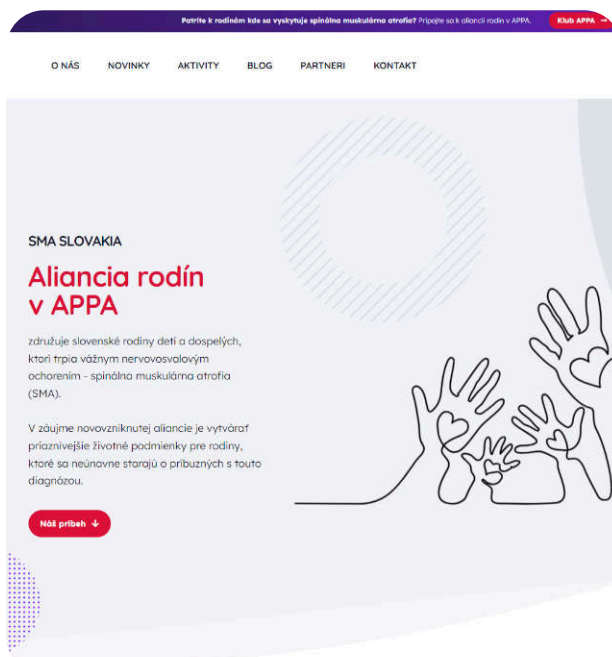 Patríte k rodinám kde sa vyskytuje spinálna muskulárna atrofia? Pripojte sa k aliancii rodín v APPA. Klub APPA →
O NÁS NOVINKY AKTIVITY BLOG PARTNERI KONTAKT
SMA SLOVAKIA
Aliancia rodín
v APPA
združuje slovenské rodiny detí a dospelých,
ktorí trpia vážnym nervovosvalovým
ochorením - spinálna muskulárna atrofia
(SMA).
V záujme novovzniknutej aliancie je vytvárať
priaznivejšie životné podmienky pre rodiny,
ktoré sa neúnavne starajú o príbuzných s touto
diagnózou.
Náš príbeh ↓